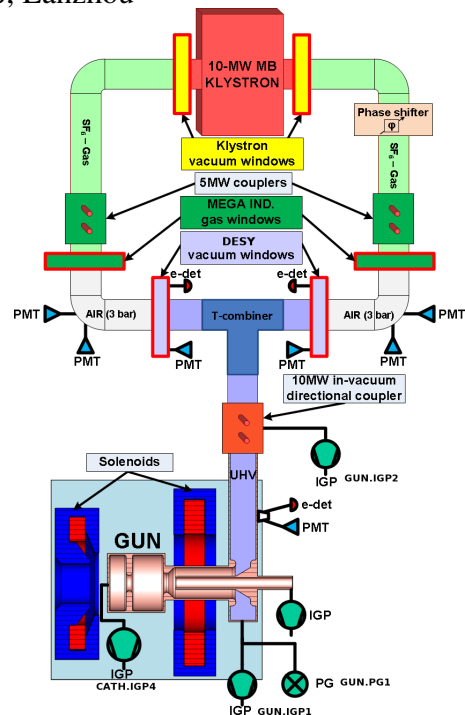 , Lanzhou
10-MW MB
KLYSTRON
Phase shifter
φ
SF6 – Gas
SF6 – Gas
Klystron
vacuum windows
5MW couplers
MEGA IND.
gas windows
DESY
vacuum windows
e-det
e-det
PMT
AIR (3 bar)
T-combiner
AIR (3 bar)
PMT
PMT
PMT
PMT
PMT
10MW in-vacuum
directional coupler
Solenoids
UHV
IGP GUN.IGP2
e-det
PMT
GUN
IGP
IGP
CATH.IGP4
PG GUN.PG1
IGP GUN.IGP1